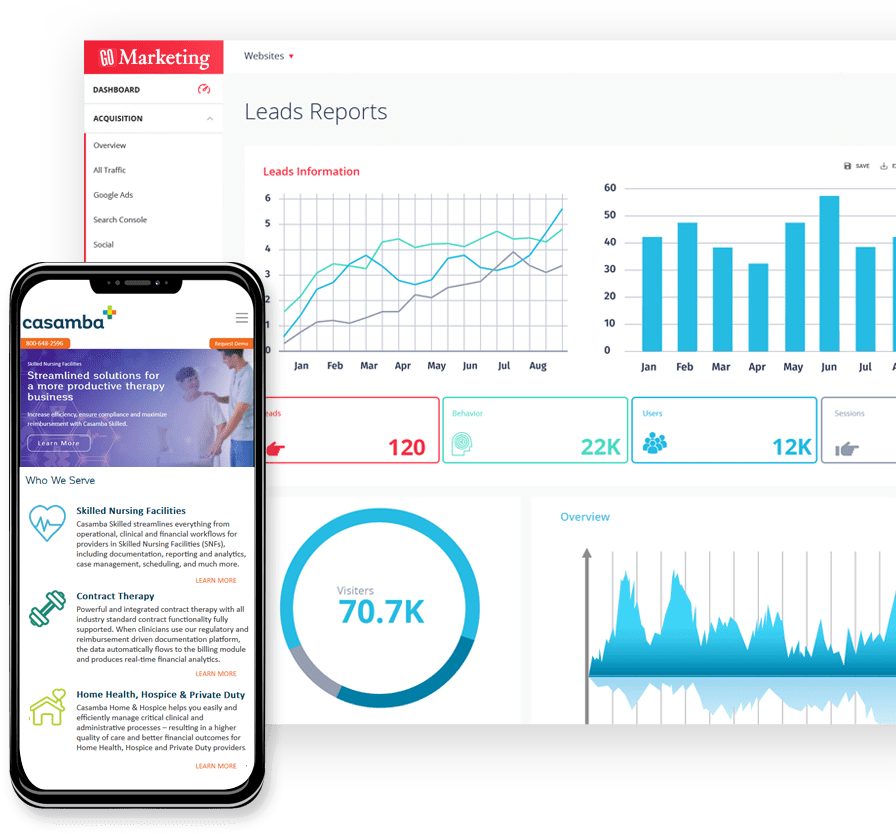 GO Marketing
Websites
DASHBOARD
ACQUISITION
Overview
All Traffic
Google Ads
Search Console
Social
Leads Reports
Leads Information
SAVE
6
5
4
3
2
1
0
Jan Feb Mar Apr May Jun Jul Aug
60
50
40
30
20
10
0
Jan Feb Mar Apr May Jun Jul
eads
120
Behavior
22K
Users
12K
Sessions
Visiters
70.7K
Overview
casamba
800-648-2596
Request Demo
Skilled Nursing Facilities
Streamlined solutions for
a more productive therapy
business
Increase efficiency, ensure compliance and maximize
reimbursement with Casamba Skilled.
Learn More
Who We Serve
Skilled Nursing Facilities
Casamba Skilled streamlines everything from
operational, clinical and financial workflows for
providers in Skilled Nursing Facilities (SNFs),
including documentation, reporting and analytics,
case management, scheduling, and much more.
LEARN MORE
Contract Therapy
Powerful and integrated contract therapy with all
industry standard contract functionality fully
supported. When clinicians use our regulatory and
reimbursement driven documentation platform,
the data automatically flows to the billing module
and produces real-time financial analytics.
LEARN MORE
Home Health, Hospice & Private Duty
Casamba Home & Hospice helps you easily and
efficiently manage critical clinical and
administrative processes – resulting in a higher
quality of care and better financial outcomes for
Home Health, Hospice and Private Duty providers
LEARN MORE